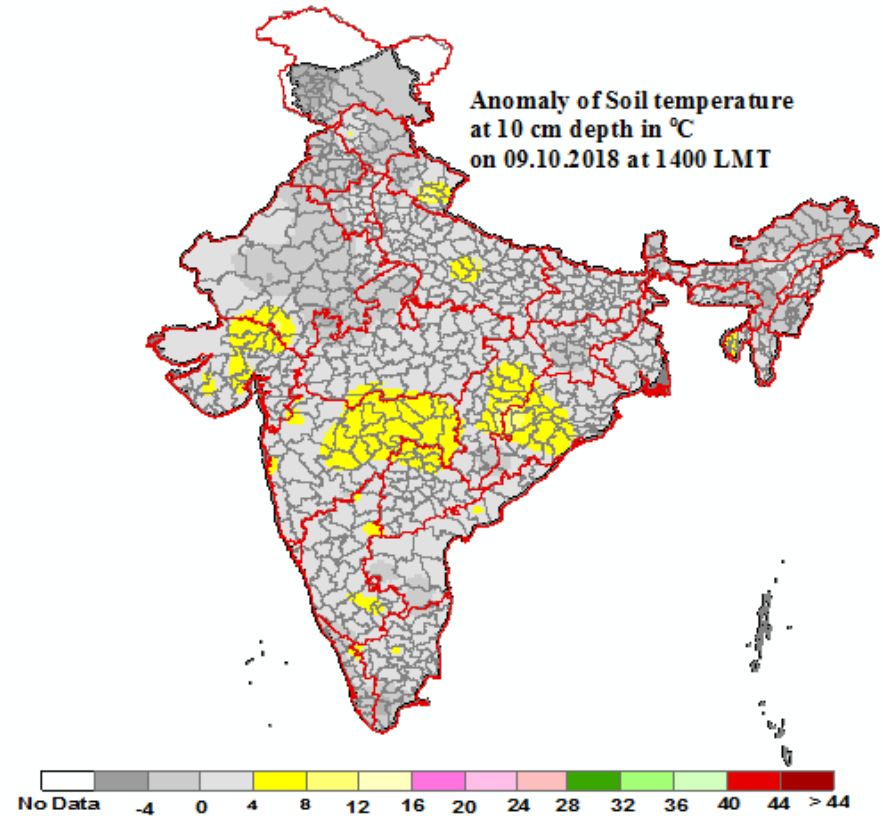 Anomaly of Soil temperature
at 10 cm depth in ⁰C
on 09.10.2018 at 1400 LMT
No Data -4 0 4 8 12 16 20 24 28 32 36 40 44 > 44